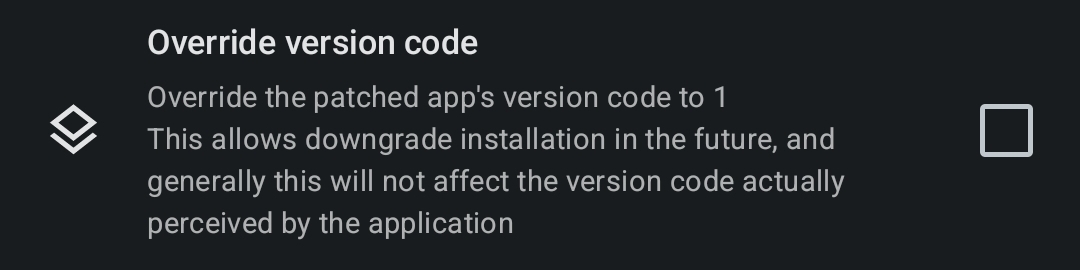 Override version code
Override the patched app's version code to 1
This allows downgrade installation in the future, and
generally this will not affect the version code actually
perceived by the application